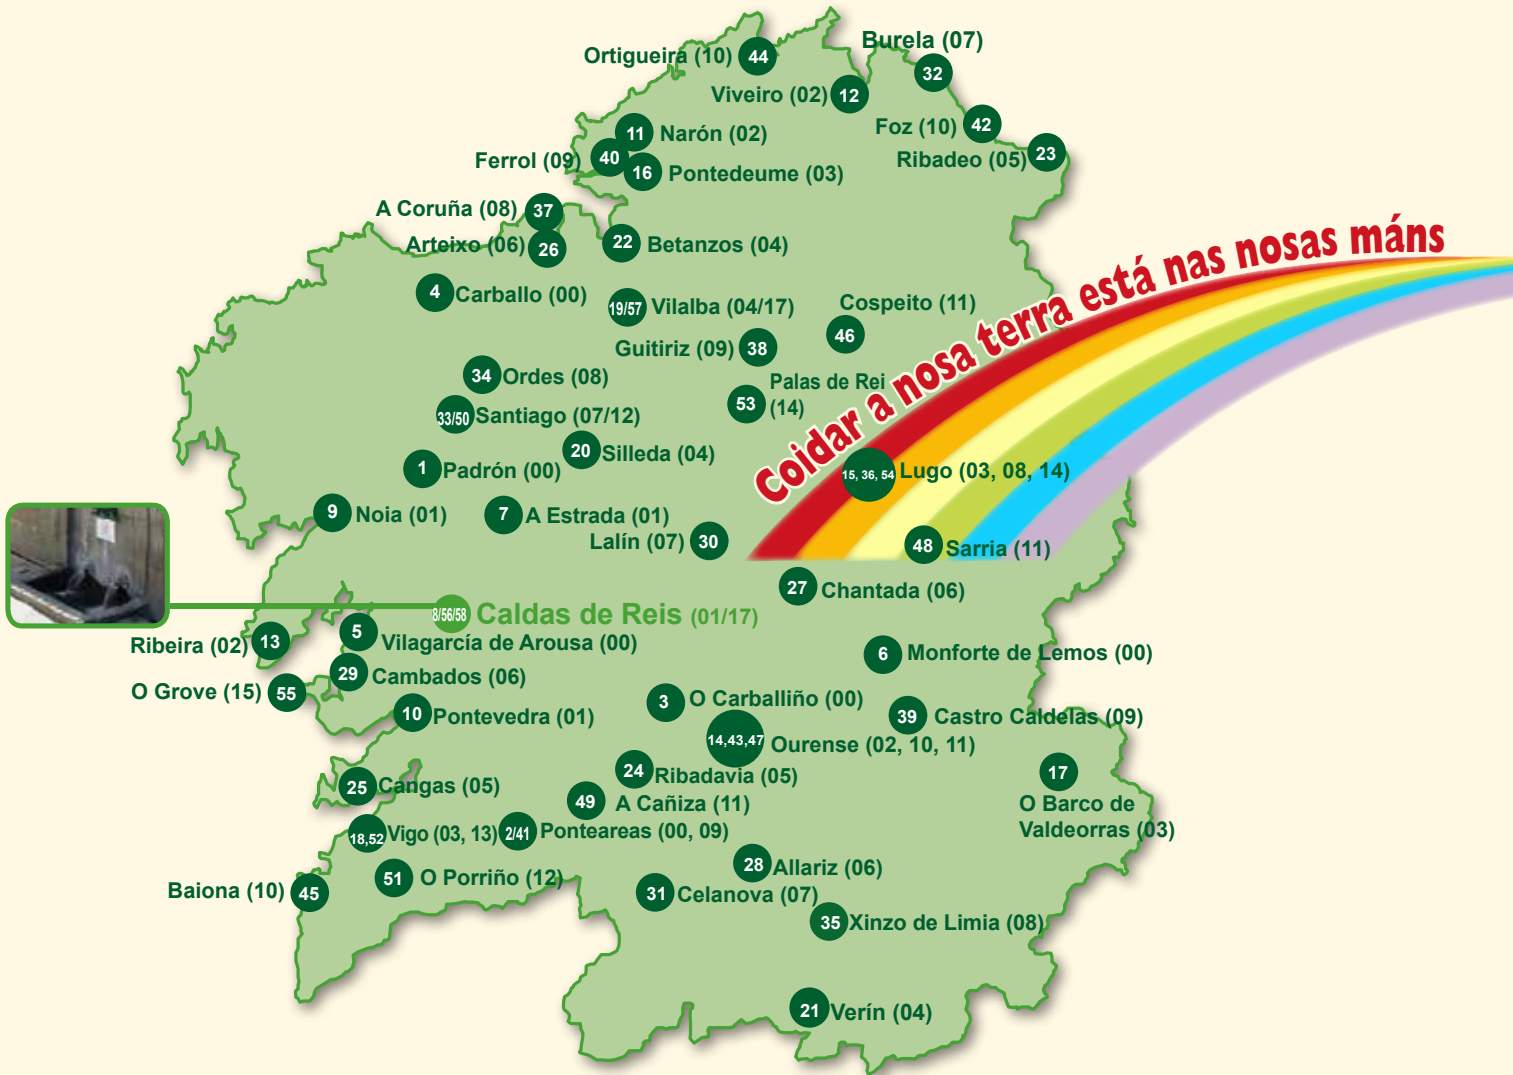 Burela (07)
32
Ortigueira (10) 44
Viveiro (02) 12
Foz (10) 42
11 Narón (02)
Ferrol (09) 40
Ribadeo (05) 23
16 Pontedeume (03)
A Coruña (08) 37
Arteixo (06) 26
22 Betanzos (04)
Coidar a nosa terra está nas nosas máns
4 Carballo (00)
19/57 Vilalba (04/17)
Cospeito (11)
46
Guitiriz (09) 38
34 Ordes (08)
53 Palas de Rei
(14)
33/50 Santiago (07/12)
20 Silleda (04)
1 Padrón (00)
15, 36, 54 Lugo (03, 08, 14)
9 Noia (01)
7 A Estrada (01)
Lalín (07) 30
48 Sarria (11)
27 Chantada (06)
8/56/58 Caldas de Reis (01/17)
Ribeira (02) 13
5 Vilagarcía de Arousa (00)
6 Monforte de Lemos (00)
29 Cambados (06)
O Grove (15) 55
3 O Carballiño (00)
10 Pontevedra (01)
39 Castro Caldelas (09)
14,43,47 Ourense (02, 10, 11)
24 Ribadavia (05)
17
O Barco de
Valdeorras (03)
25 Cangas (05)
49 A Cañiza (11)
18,52 Vigo (03, 13)
2/41 Ponteareas (00, 09)
28 Allariz (06)
51 O Porriño (12)
Baiona (10) 45
31 Celanova (07)
35 Xinzo de Limia (08)
21 Verín (04)